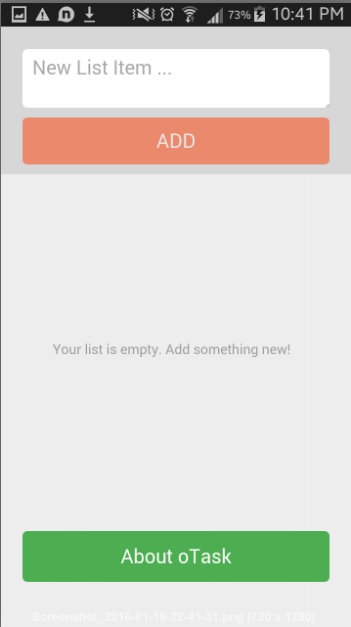 73% 10:41 PM
New List Item ...
ADD
Your list is empty. Add something new!
About oTask
Screenshot_2016-01-19-22-41-31.png (720 x 1280)